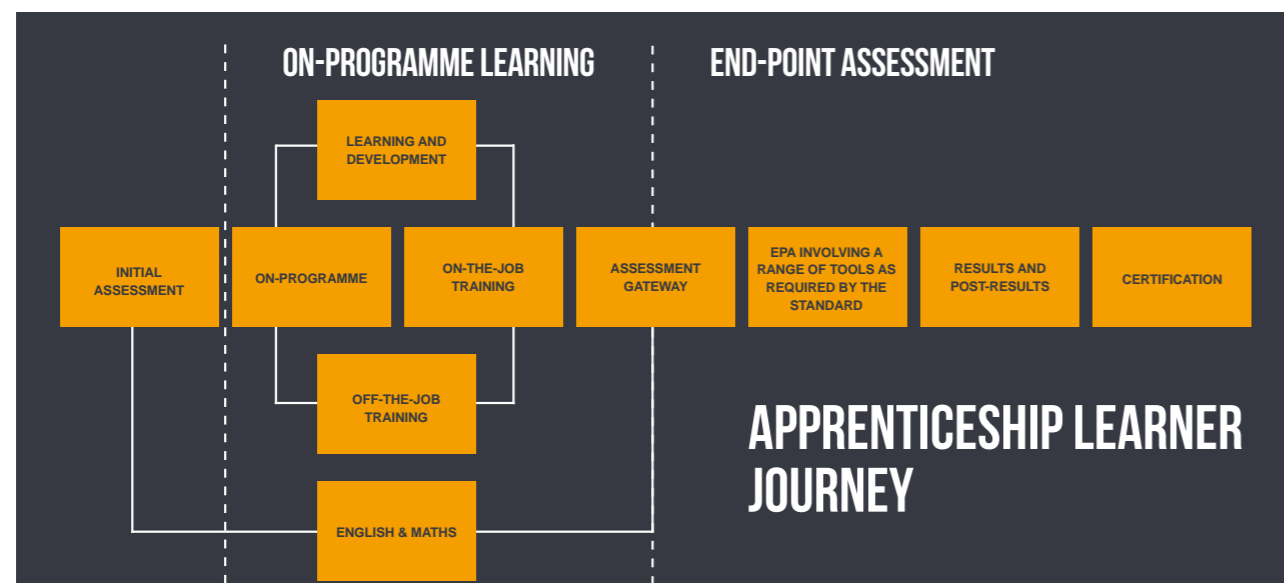 ON-PROGRAMME LEARNING
END-POINT ASSESSMENT
LEARNING AND
DEVELOPMENT
INITIAL
ASSESSMENT
ON-PROGRAMME
ON-THE-JOB
TRAINING
ASSESSMENT
GATEWAY
EPA INVOLVING A
RANGE OF TOOLS AS
REQUIRED BY THE
STANDARD
RESULTS AND
POST-RESULTS
CERTIFICATION
OFF-THE-JOB
TRAINING
ENGLISH & MATHS
APPRENTICESHIP LEARNER
JOURNEY